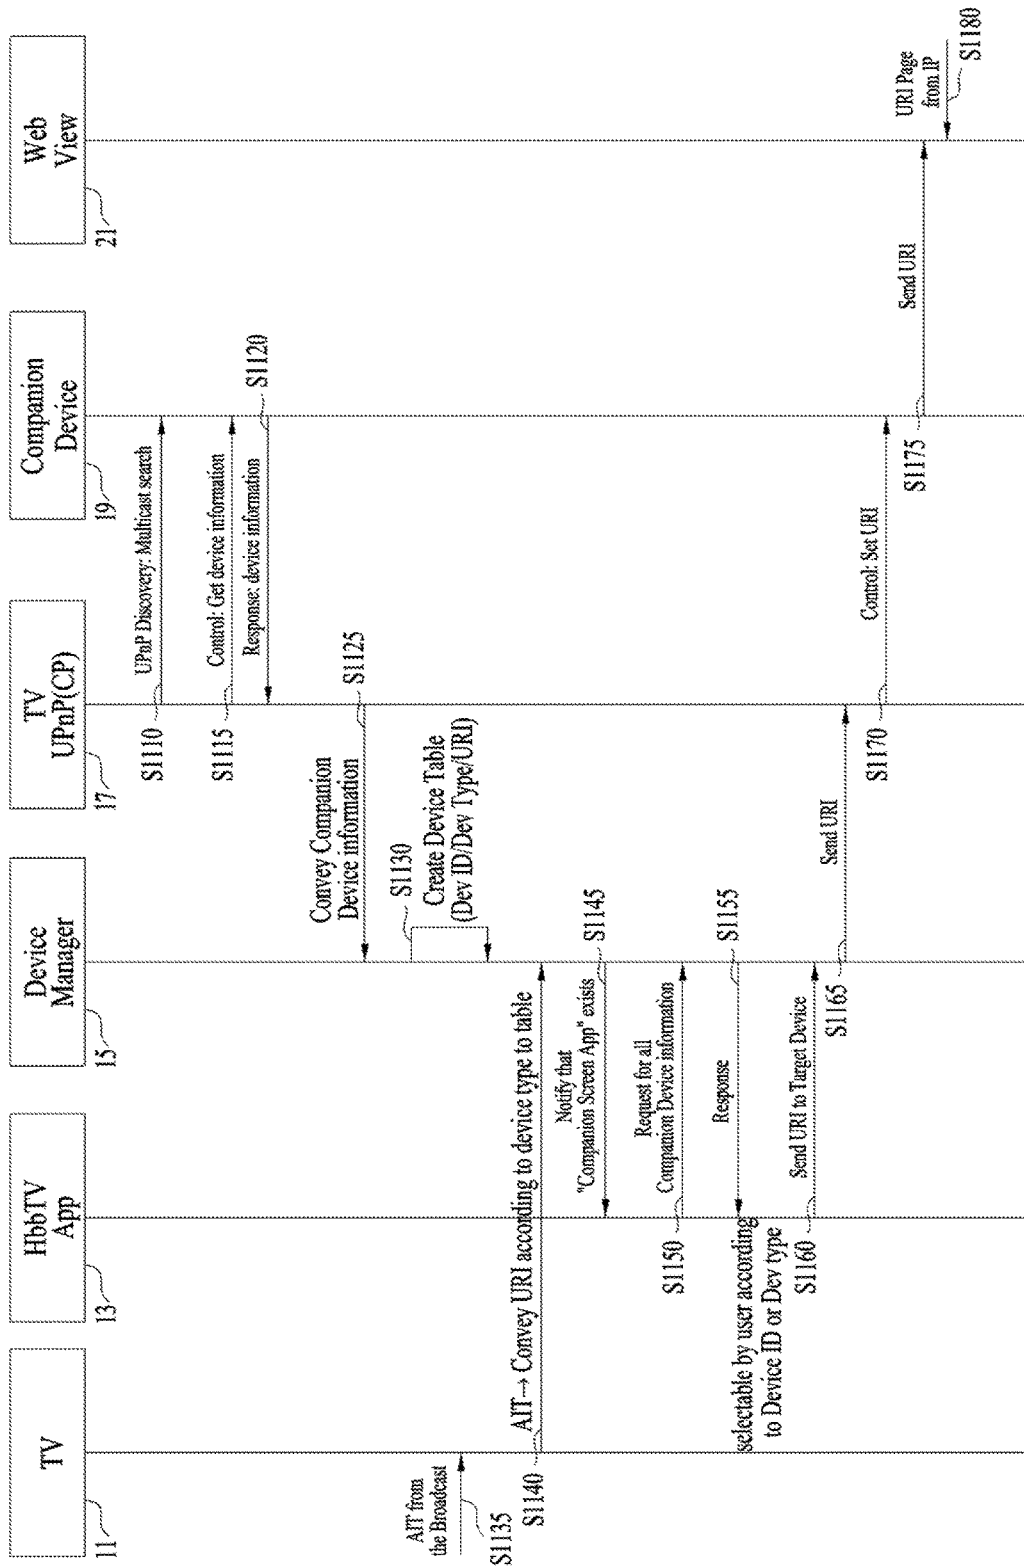 TV
11
HbbTV
App
13
Device
Manager
15
TV
UPnP(CP)
17
Companion
Device
19
Web
View
21
S1110
UPnP Discovery: Multicast search
S1115
Control: Get device information
Response: device information
S1120
Convey Companion
Device information
S1125
S1130
Create Device Table
(Dev ID/Dev Type/URI)
AIT from
the Broadcast
S1135
S1140
AIT→ Convey URI according to device type to table
Notify that
"Companion Screen App" exisis
S1145
Request for all
Companion Device information
S1150
Response
S1155
selectable by user according
to Device ID or Dev type
S1160
Send URI to Target Device
S1165
Send URI
S1170
Control: Set URI
S1175
Send URI
URI Page
from IP
S1180